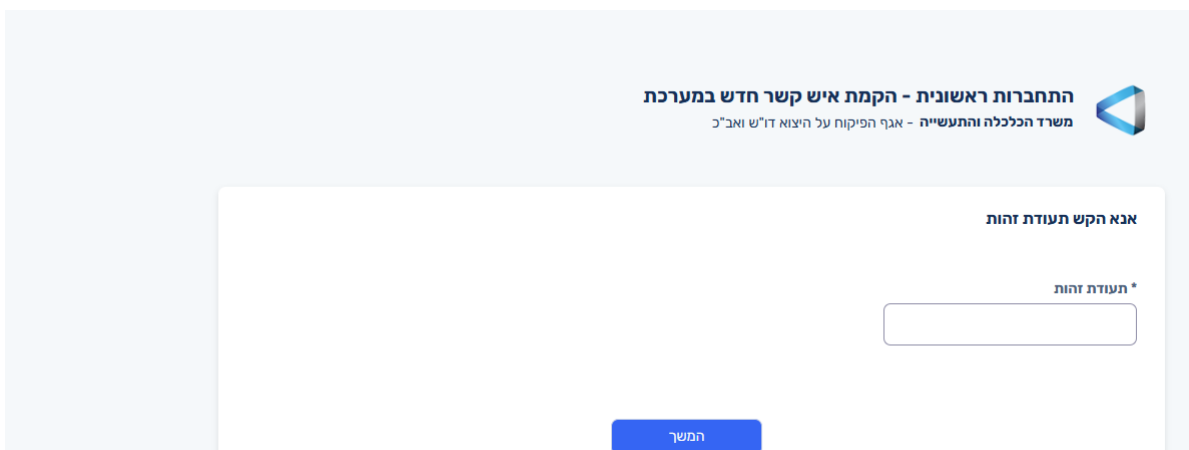 התחברות ראשונית - הקמת איש קשר חדש במערכת
משרד הכלכלה והתעשייה - אגף הפיקוח על היצוא דו"ש ואב"כ
אנא הקש תעודת זהות
* תעודת זהות
המשך